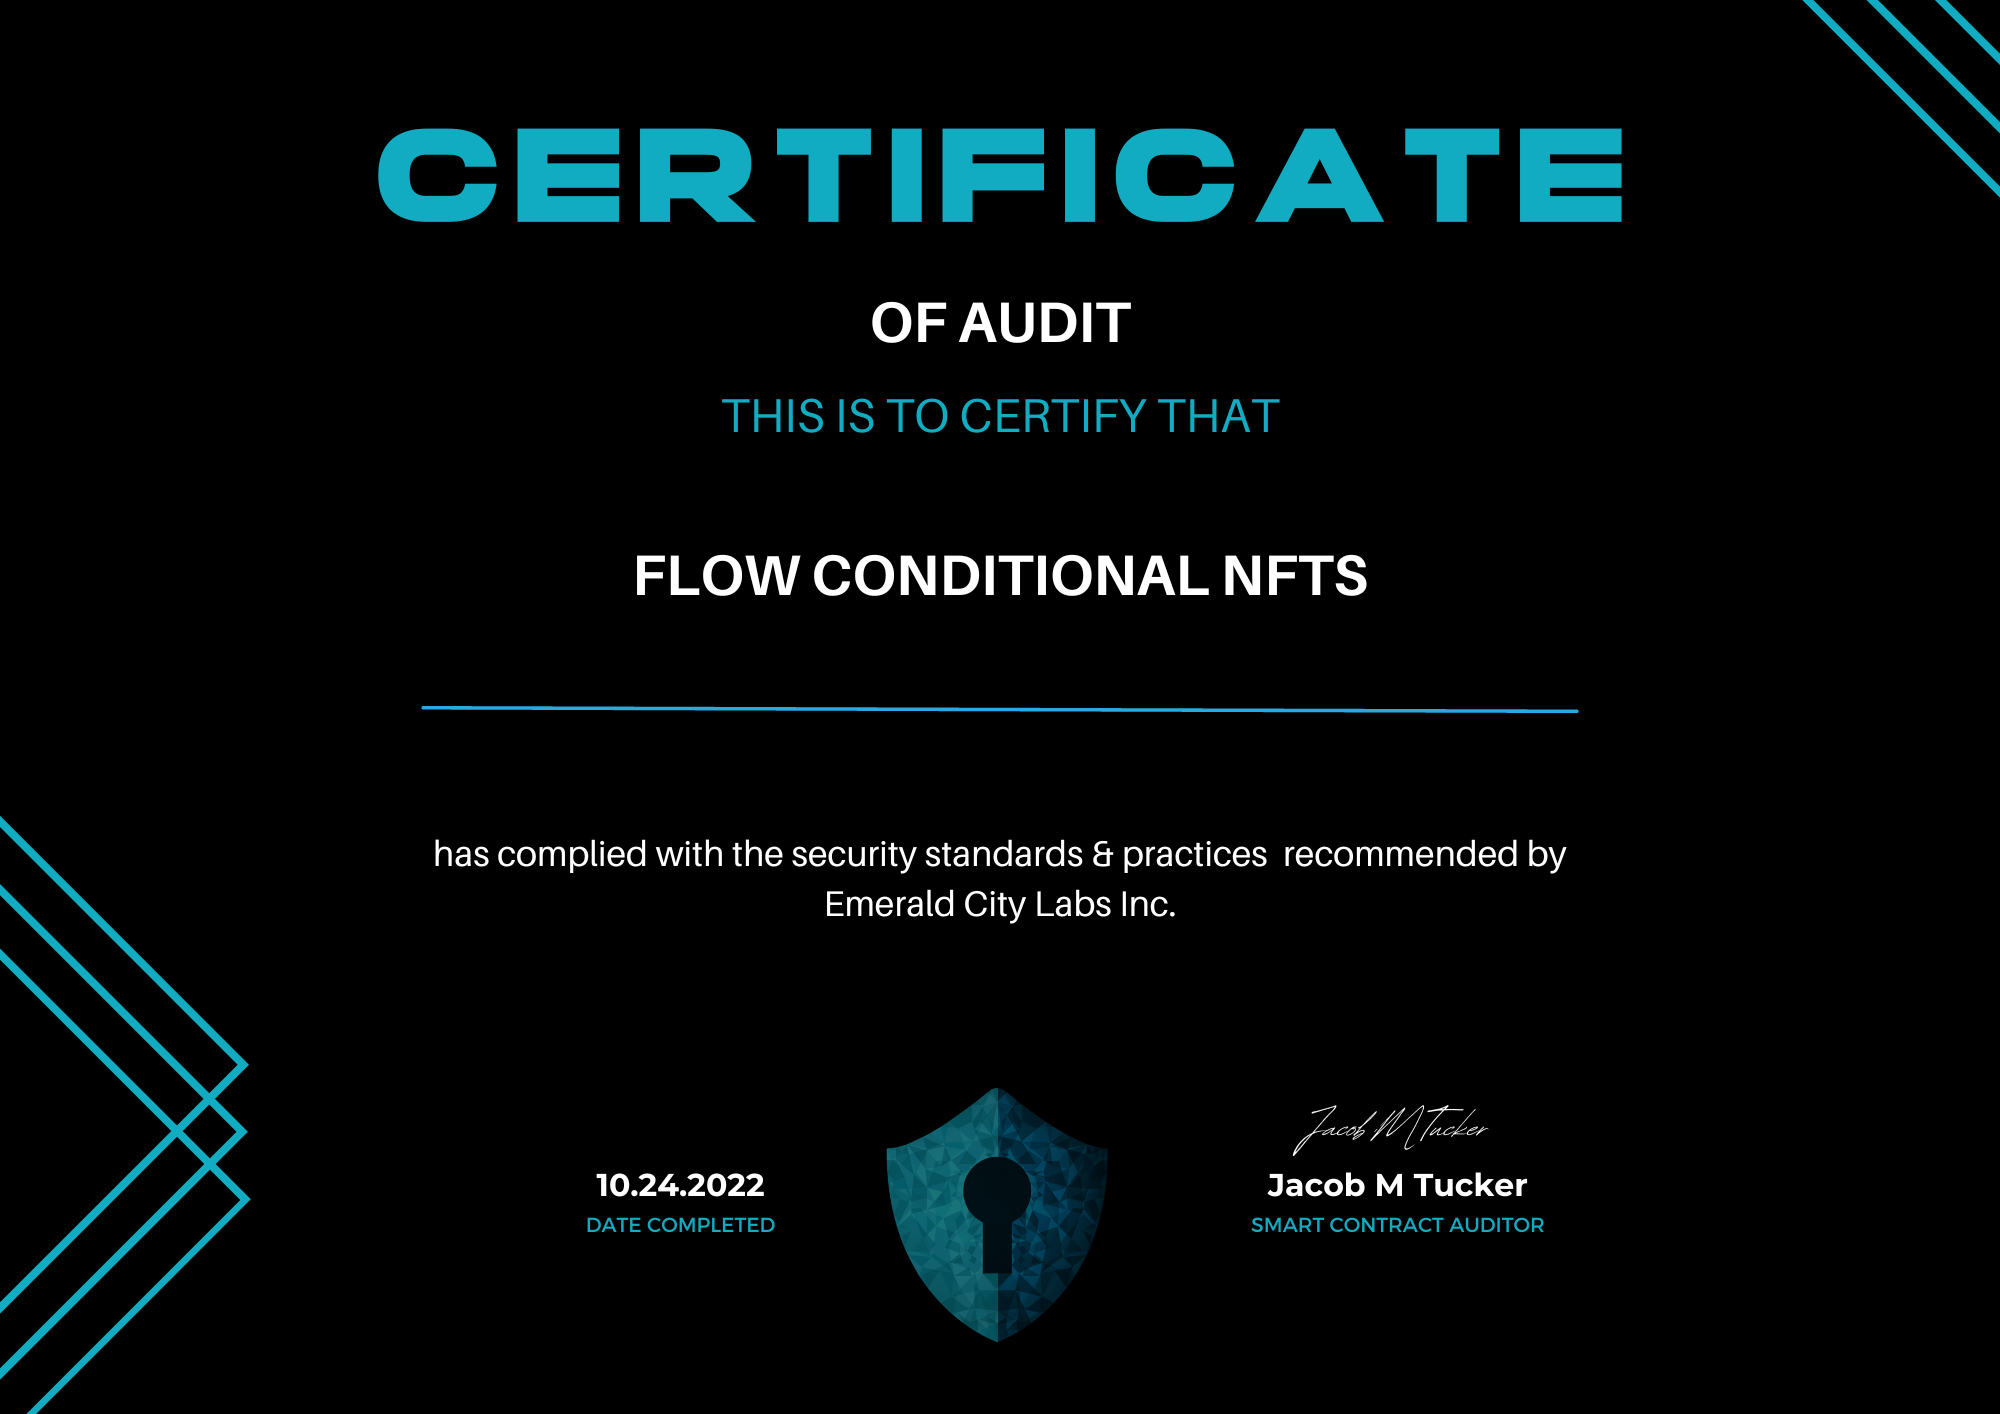 CERTIFICATE
OF AUDIT
THIS IS TO CERTIFY THAT
FLOW CONDITIONAL NFTS
has complied with the security standards & practices  recommended by
Emerald City Labs Inc.
Jacob M Tucker
10.24.2022
Jacob M Tucker
DATE COMPLETED
SMART CONTRACT AUDITOR